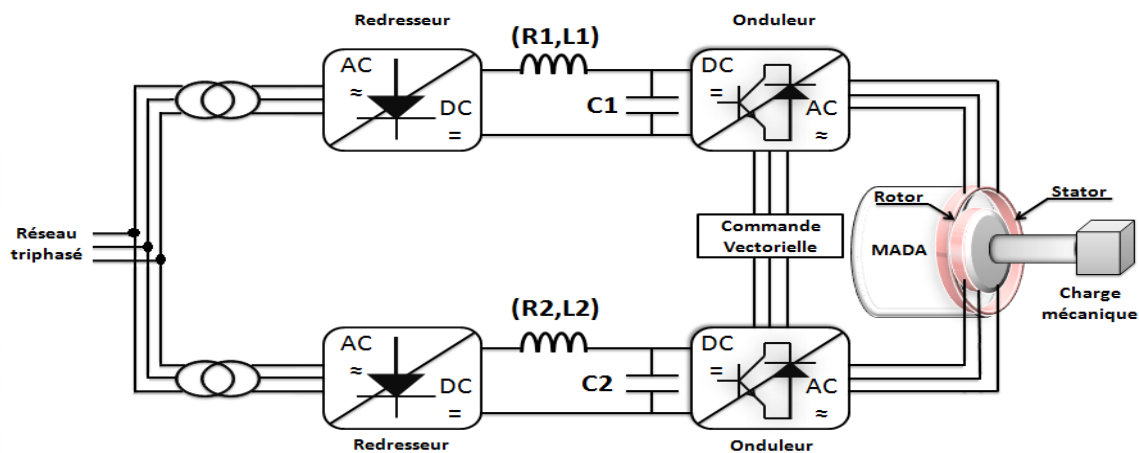 Redresseur
Onduleur
(R1,L1)
AC
≈
DC
=
C1
DC
=
AC
≈
Rotor
Stator
Réseau
triphasé
Commande
Vectorielle
MADA
Charge
mécanique
(R2,L2)
AC
≈
DC
=
C2
DC
=
AC
≈
Redresseur
Onduleur